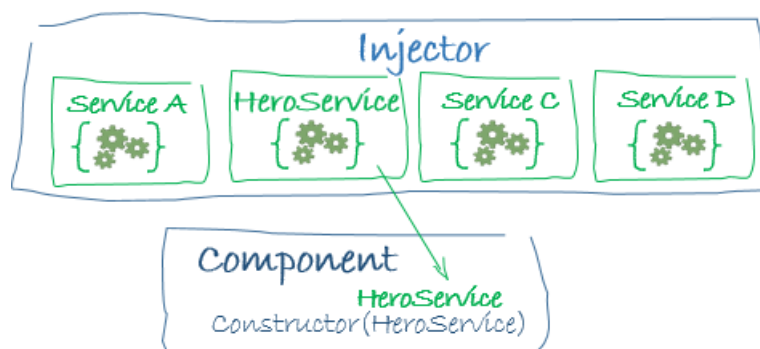 Injector
Service A HeroService Service C Service D
Component
HeroService
Constructor(HeroService)